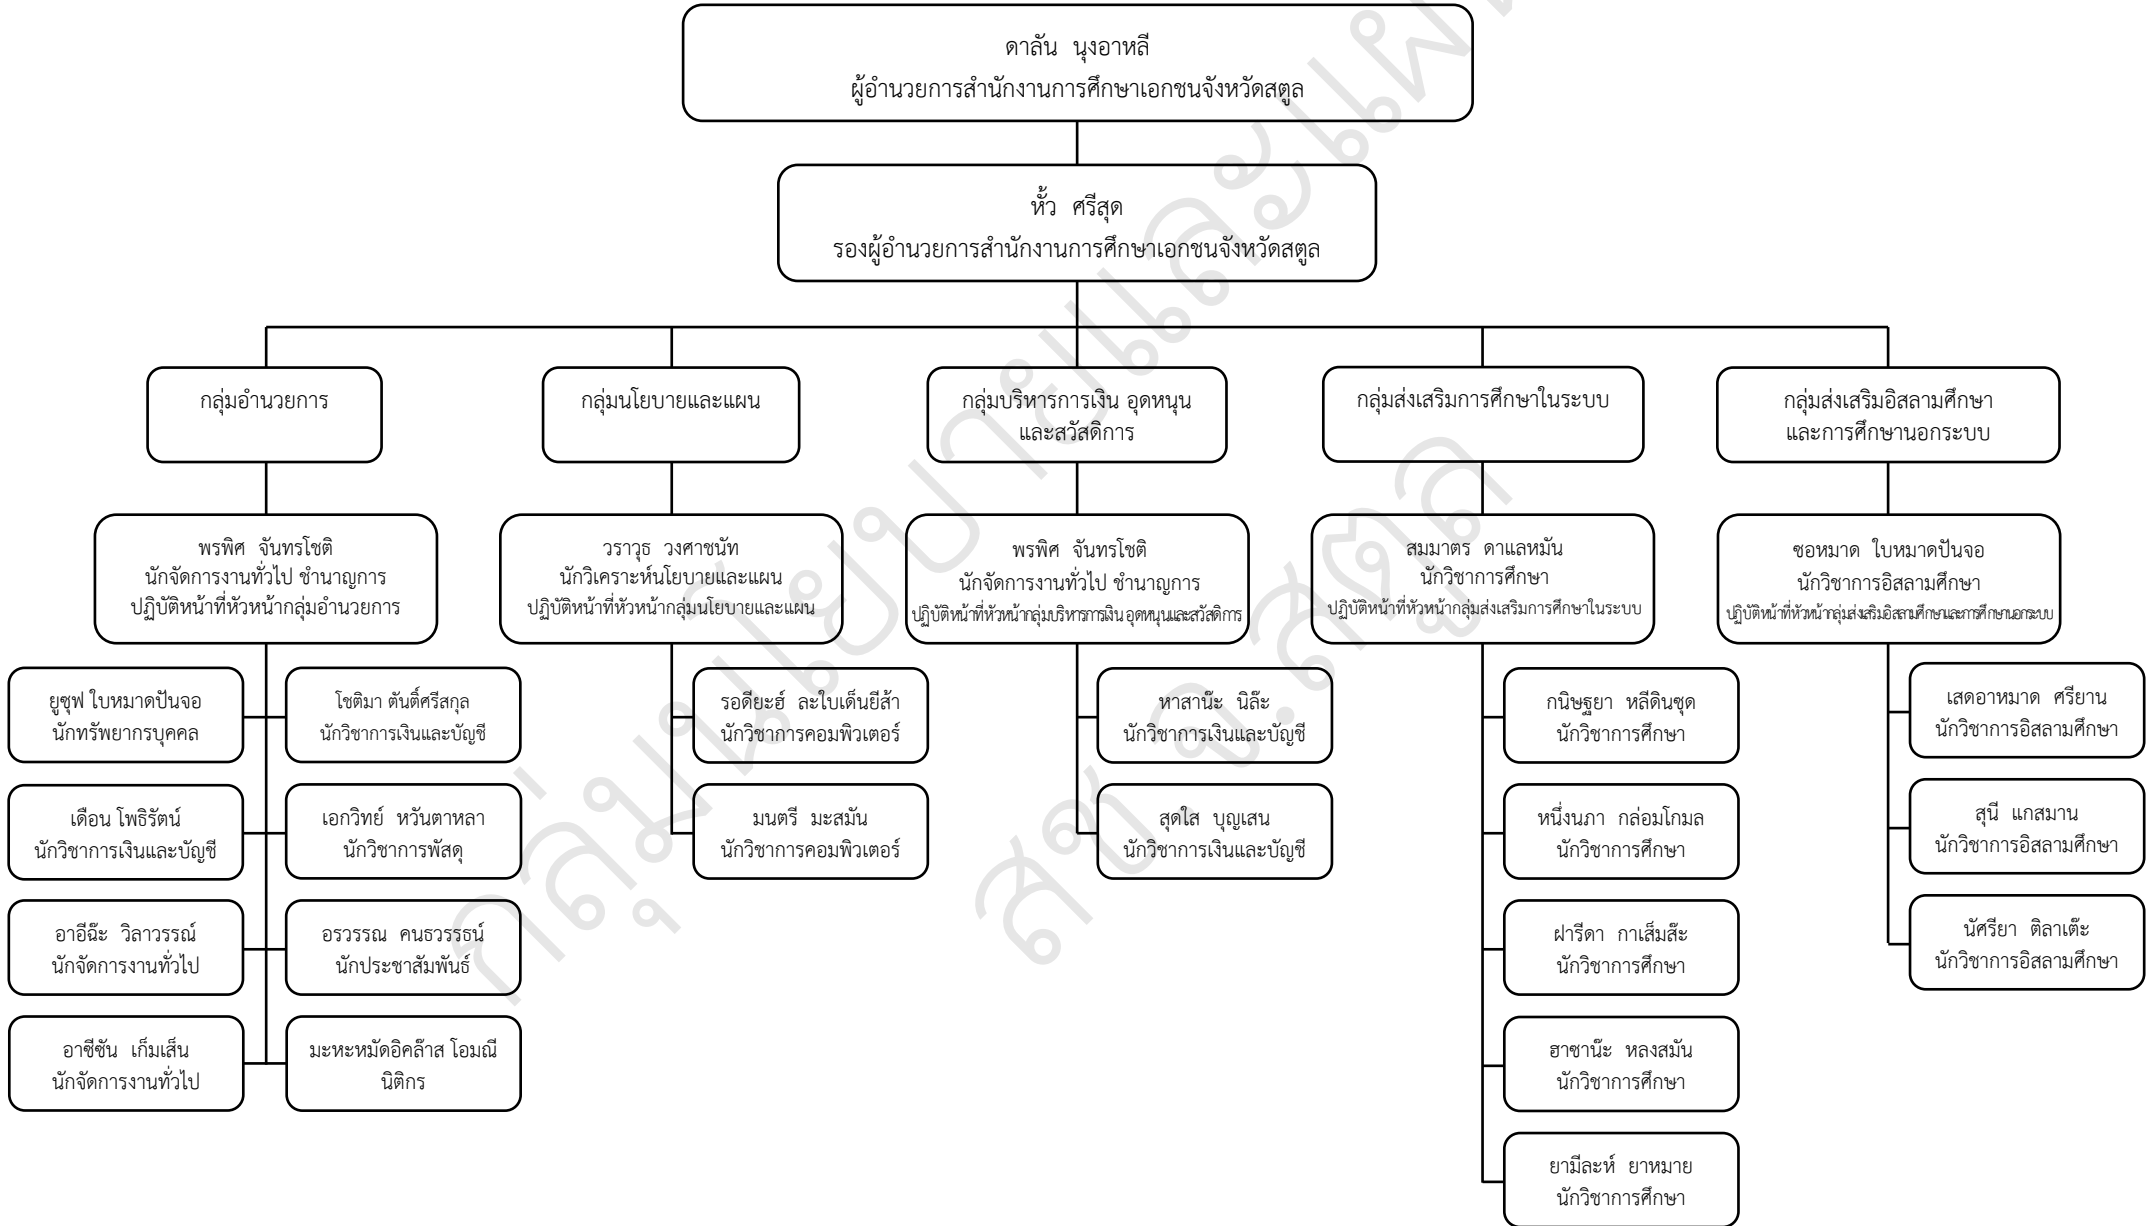 ดาลัน นุงอาหลี
ผู้อำนวยการสำนักงานการศึกษาเอกชนจังหวัดสตูล
หั้ว ศรีสุด
รองผู้อำนวยการสำนักงานการศึกษาเอกชนจังหวัดสตูล
กลุ่มอำนวยการ
พรพิศ จันทรโชติ
นักจัดการงานทั่วไป ชำนาญการ
ปฏิบัติหน้าที่หัวหน้ากลุ่มอำนวยการ
ยูซุฟ ใบหมาดปันจอ
นักทรัพยากรบุคคล
โชติมา ตันติ์ศรีสกุล
นักวิชาการเงินและบัญชี
เดือน โพธิรัตน์
นักวิชาการเงินและบัญชี
เอกวิทย์ หวันตาหลา
นักวิชาการพัสดุ
อาอีฉ๊ะ วิลาวรรณ์
นักจัดการงานทั่วไป
อรวรรณ คนธวรรธน์
นักประชาสัมพันธ์
อาซีซัน เก็มเส็น
นักจัดการงานทั่วไป
มะหะหมัดอิคล๊าส โอมณี
นิติกร
กลุ่มนโยบายและแผน
วราวุธ วงศาชนัท
นักวิเคราะห์นโยบายและแผน
ปฏิบัติหน้าที่หัวหน้ากลุ่มนโยบายและแผน
รอดียะฮ์ ละใบเด็นยีส้า
นักวิชาการคอมพิวเตอร์
มนตรี มะสมัน
นักวิชาการคอมพิวเตอร์
กลุ่มบริหารการเงิน อุดหนุน
และสวัสดิการ
พรพิศ จันทรโชติ
นักจัดการงานทั่วไป ชำนาญการ
ปฏิบัติหน้าที่หัวหน้ากลุ่มบริหารการเงิน อุดหนุนและสวัสดิการ
หาสาน๊ะ นิล๊ะ
นักวิชาการเงินและบัญชี
สุดใส บุญเสน
นักวิชาการเงินและบัญชี
กลุ่มส่งเสริมการศึกษาในระบบ
สมมาตร ดาแลหมัน
นักวิชาการศึกษา
ปฏิบัติหน้าที่หัวหน้ากลุ่มส่งเสริมการศึกษาในระบบ
กนิษฐยา หลีดินซุด
นักวิชาการศึกษา
หนึ่งนภา กล่อมโกมล
นักวิชาการศึกษา
ฝารีดา กาเส็มส๊ะ
นักวิชาการศึกษา
ฮาซาน๊ะ หลงสมัน
นักวิชาการศึกษา
ยามีละห์ ยาหมาย
นักวิชาการศึกษา
กลุ่มส่งเสริมอิสลามศึกษา
และการศึกษานอกระบบ
ซอหมาด ใบหมาดปันจอ
นักวิชาการอิสลามศึกษา
ปฏิบัติหน้าที่หัวหน้ากลุ่มส่งเสริมอิสลามศึกษาและการศึกษานอกระบบ
เสดอาหมาด ศรียาน
นักวิชาการอิสลามศึกษา
สุนี แกสมาน
นักวิชาการอิสลามศึกษา
นัศรียา ติลาเต๊ะ
นักวิชาการอิสลามศึกษา
กลุ่มนโยบายและแผน
สช.จ.สตูล